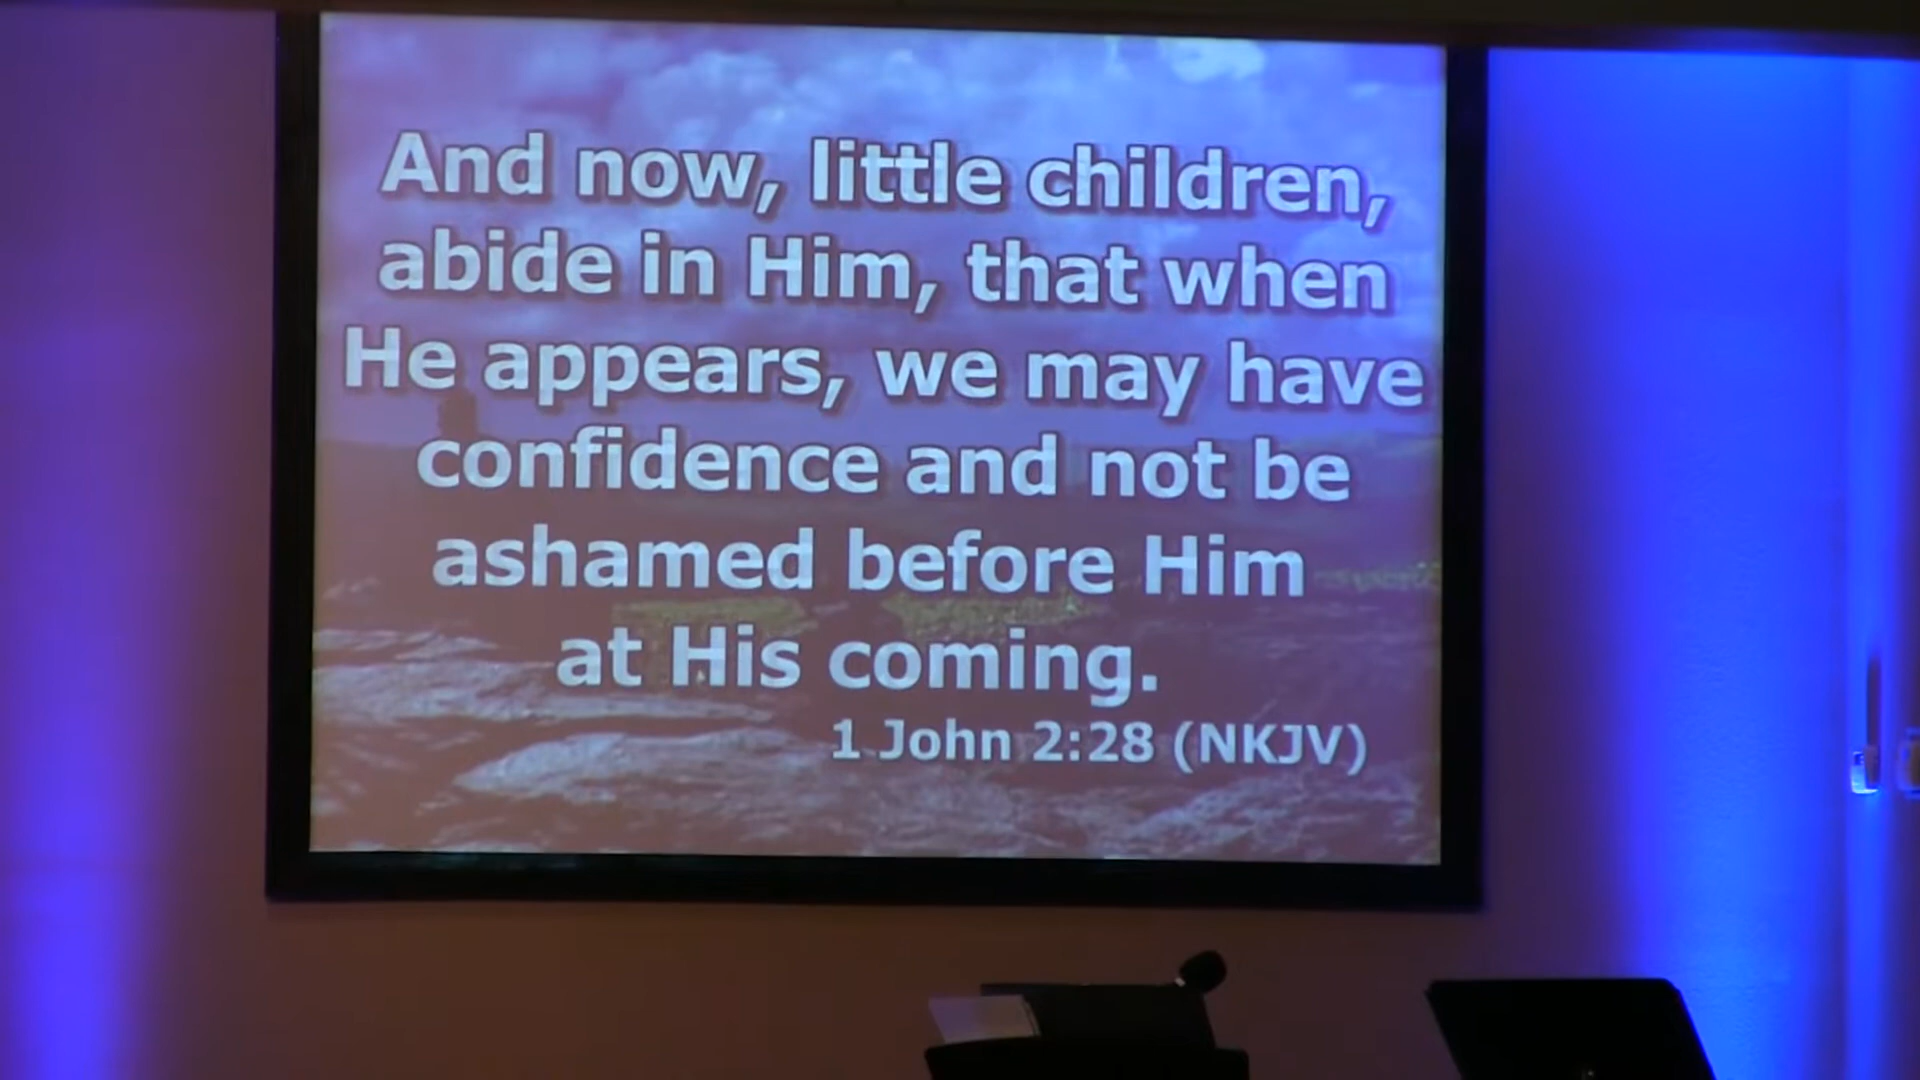 And now, little children,
abide in Him, that when
He appears, we may have
confidence and not be
ashamed before Him
at His coming.
1 John 2:28 (NKJV)